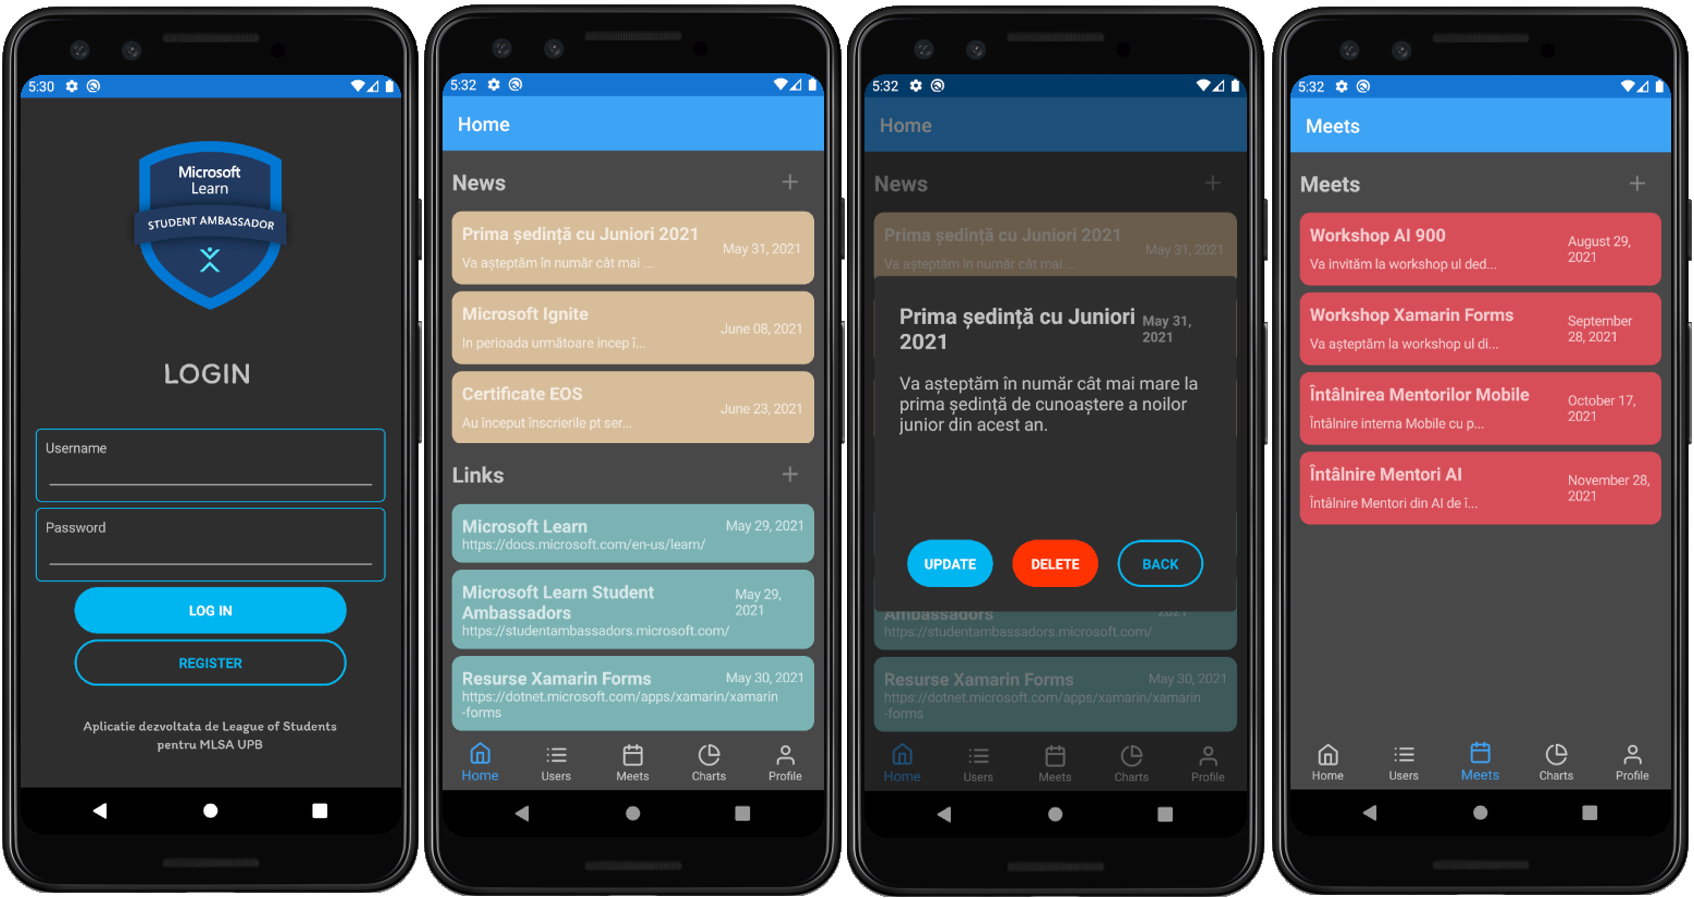 5:30
Microsoft
Learn
STUDENT AMBASSADOR
LOGIN
Username
Password
LOG IN
REGISTER
Aplicatie dezvoltata de League of Students
pentru MLSA UPB
5:32
Home
News
Prima ședință cu Juniori 2021
May 31, 2021
Va așteptăm în număr cât mai ...
Microsoft Ignite
June 08, 2021
In perioada următoare incep î...
Certificate EOS
June 23, 2021
Au început înscrierile pt ser...
Links
Microsoft Learn
May 29, 2021
https://docs.microsoft.com/en-us/learn/
Microsoft Learn Student
Ambassadors
May 29,
2021
https://studentambassadors.microsoft.com/
Resurse Xamarin Forms
May 30, 2021
https://dotnet.microsoft.com/apps/xamarin/xamarin
-forms
Home Users Meets Charts Profile
5:32
Home
News
Prima ședință cu Juniori 2021
May 31, 2021
Va așteptăm în număr cât mai ...
Prima ședință cu Juniori
2021
May 31,
2021
Va așteptăm în număr cât mai mare la
prima ședință de cunoaștere a noilor
junior din acest an.
UPDATE DELETE BACK
Ambassadors
2021
https://studentambassadors.microsoft.com/
Resurse Xamarin Forms
May 30, 2021
https://dotnet.microsoft.com/apps/xamarin/xamarin
-forms
Home Users Meets Charts Profile
5:32
Meets
Meets
Workshop AI 900
August 29,
2021
Va invităm la workshop ul ded...
Workshop Xamarin Forms
September
28, 2021
Va așteptăm la workshop ul di...
Întâlnirea Mentorilor Mobile
October 17,
2021
Întâlnire interna Mobile cu p...
Întâlnire Mentori AI
November 28,
2021
Întâlnire Mentori din AI de î...
Home Users Meets Charts Profile